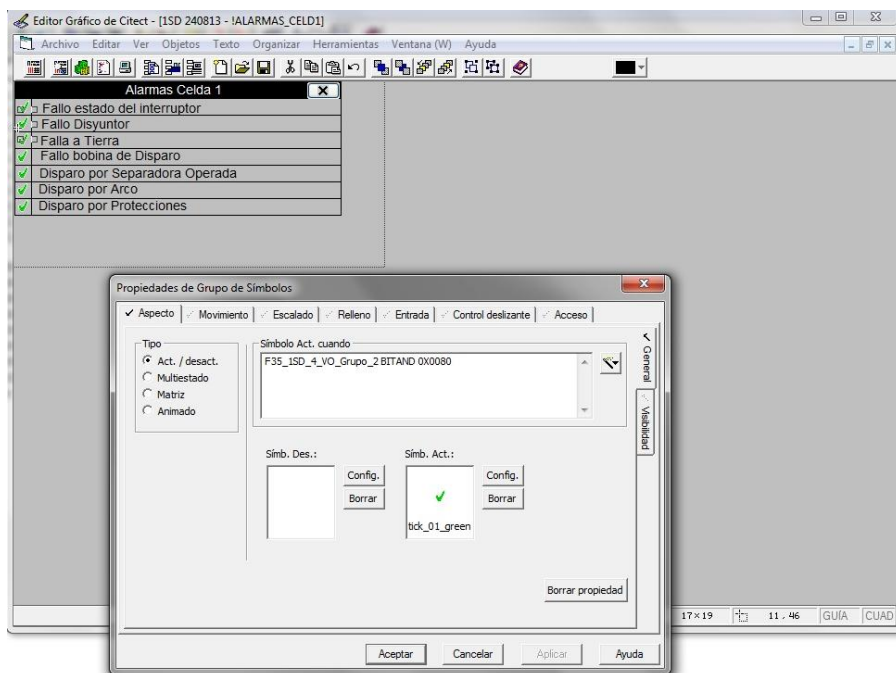 Editor Gráfico de Citect - [1SD 240813 - !ALARMAS_CELD1]
Archivo Editar Ver Objetos Texto Organizar Herramientas Ventana (W) Ayuda
Alarmas Celda 1
Fallo estado del interruptor
Fallo Disyuntor
Falla a Tierra
Fallo bobina de Disparo
Disparo por Separadora Operada
Disparo por Arco
Disparo por Protecciones
Propiedades de Grupo de Símbolos
Aspecto Movimiento Escalado Relleno Entrada Control deslizante Acceso
Tipo
Act. / desact.
Multiestado
Matriz
Animado
Símbolo Act. cuando
F35_1SD_4_VO_Grupo_2 BITAND 0X0080
General
Visibilidad
Símb. Des.: Símb. Act.:
Config. Config.
Borrar Borrar
tick_01_green
Borrar propiedad
17×19 11, 46 GUÍA CUAD
Aceptar Cancelar Aplicar Ayuda